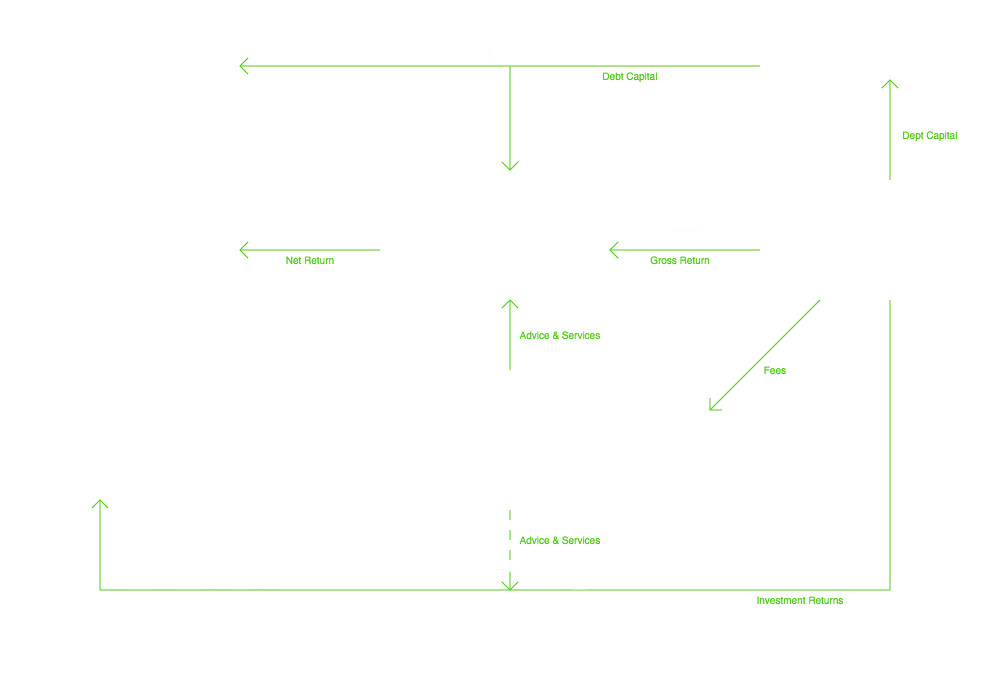 Debt Capital
Dept Capital
Net Return
Gross Return
Advice & Services
Fees
Advice & Services
Investment Returns